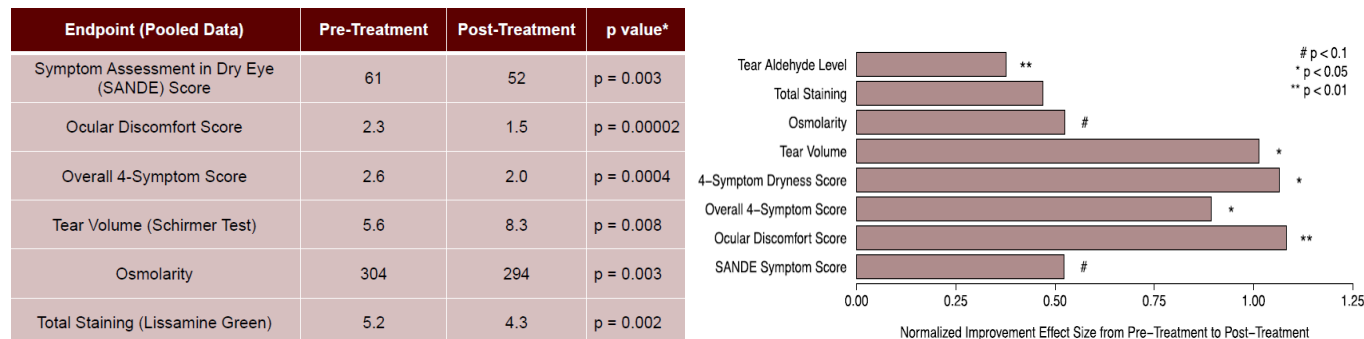 Endpoint (Pooled Data) Pre-Treatment Post-Treatment p value*
Symptom Assessment in Dry Eye
(SANDE) Score 61 52 p = 0.003
Ocular Discomfort Score 2.3 1.5 p = 0.00002
Overall 4-Symptom Score 2.6 2.0 p = 0.0004
Tear Volume (Schirmer Test) 5.6 8.3 p = 0.008
Osmolarity 304 294 p = 0.003
Total Staining (Lissamine Green) 5.2 4.3 p = 0.002
# p < 0.1
* p < 0.05
** p < 0.01
Tear Aldehyde Level **
Total Staining
Osmolarity #
Tear Volume *
4−Symptom Dryness Score *
Overall 4−Symptom Score *
Ocular Discomfort Score **
SANDE Symptom Score #
0.00 0.25 0.50 0.75 1.00 1.25
Normalized Improvement Effect Size from Pre−Treatment to Post−Treatment